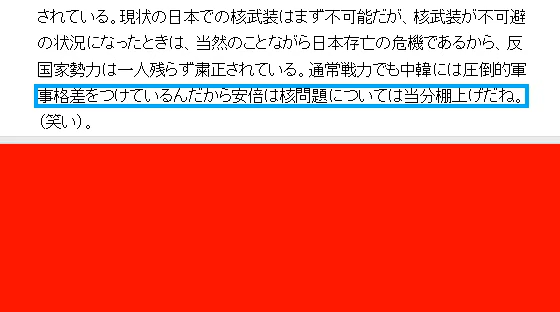 されている。現状の日本での核武装はまず不可能だが、核武装が不可避
の状況になったときは、当然のことながら日本存亡の危機であるから、反
国家勢力は一人残らず粛正されている。通常戦力でも中韓には圧倒的軍
事格差をつけているんだから安倍は核問題については当分棚上げだね。
（笑い）。